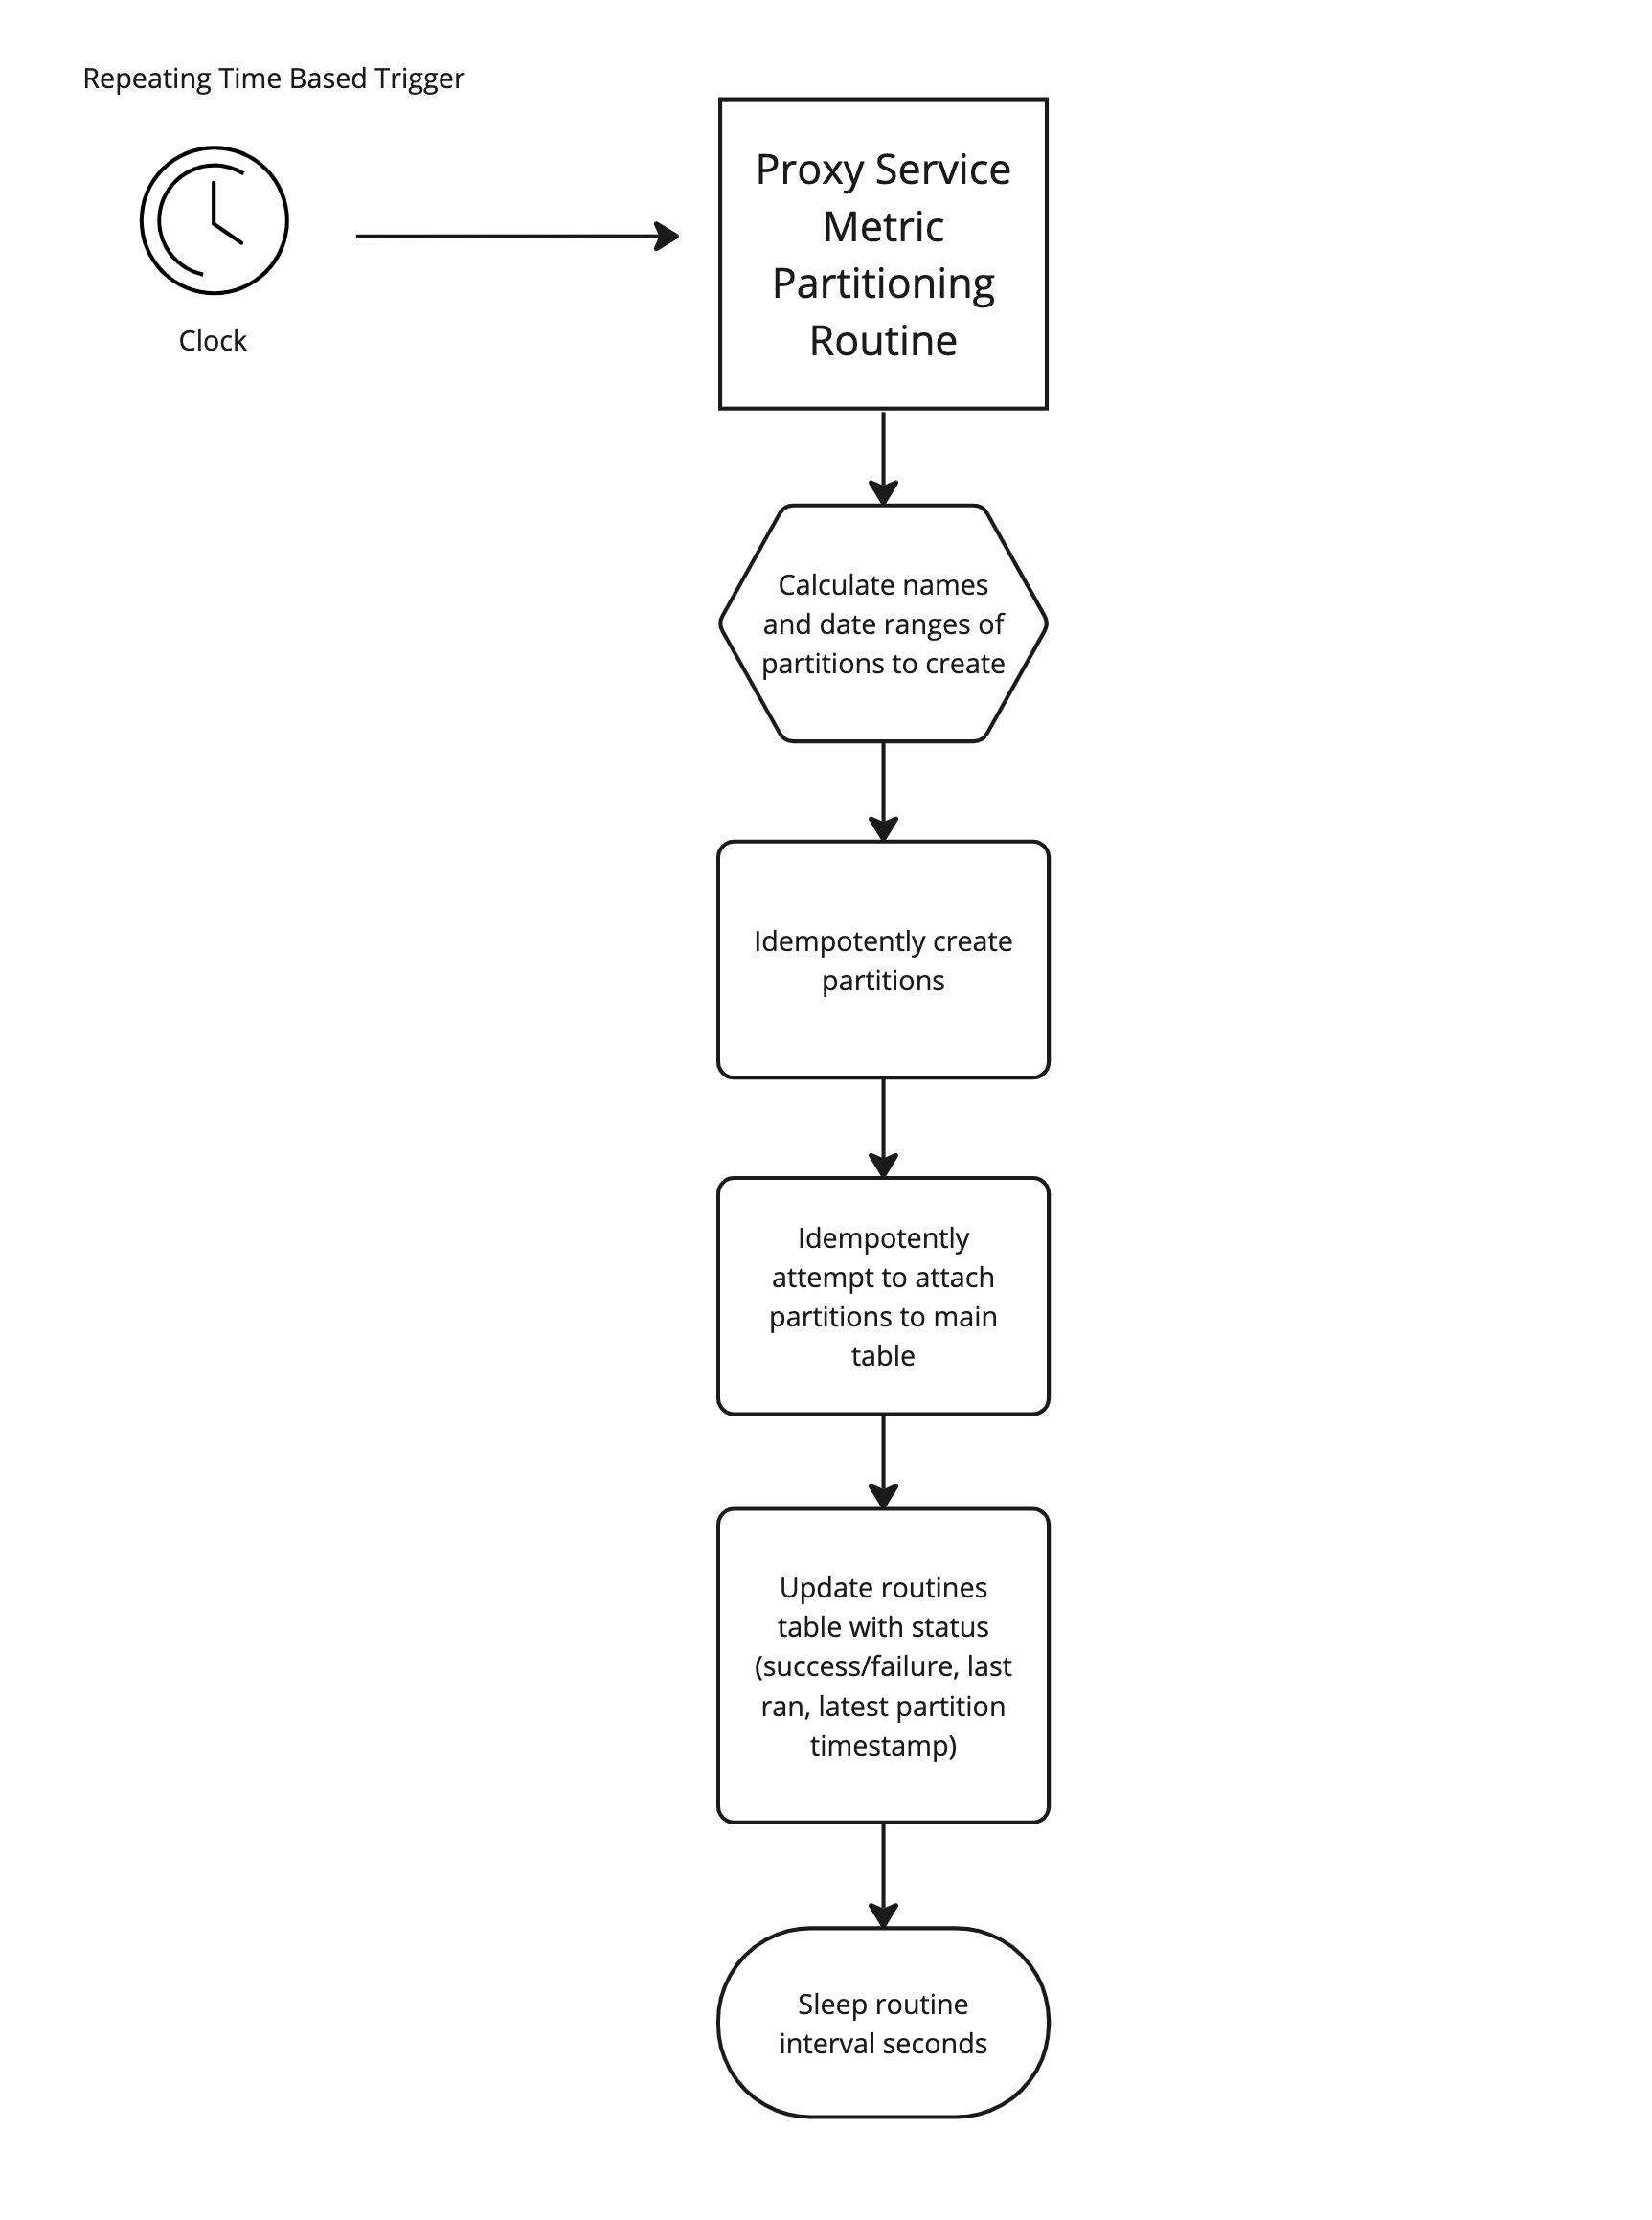 Repeating Time Based Trigger
Clock
Proxy Service
Metric
Partitioning
Routine
Calculate names
and date ranges of
partitions to create
Idempotently create
partitions
Idempotently
attempt to attach
partitions to main
table
Update routines
table with status
(success/failure, last
ran, latest partition
timestamp)
Sleep routine
interval seconds